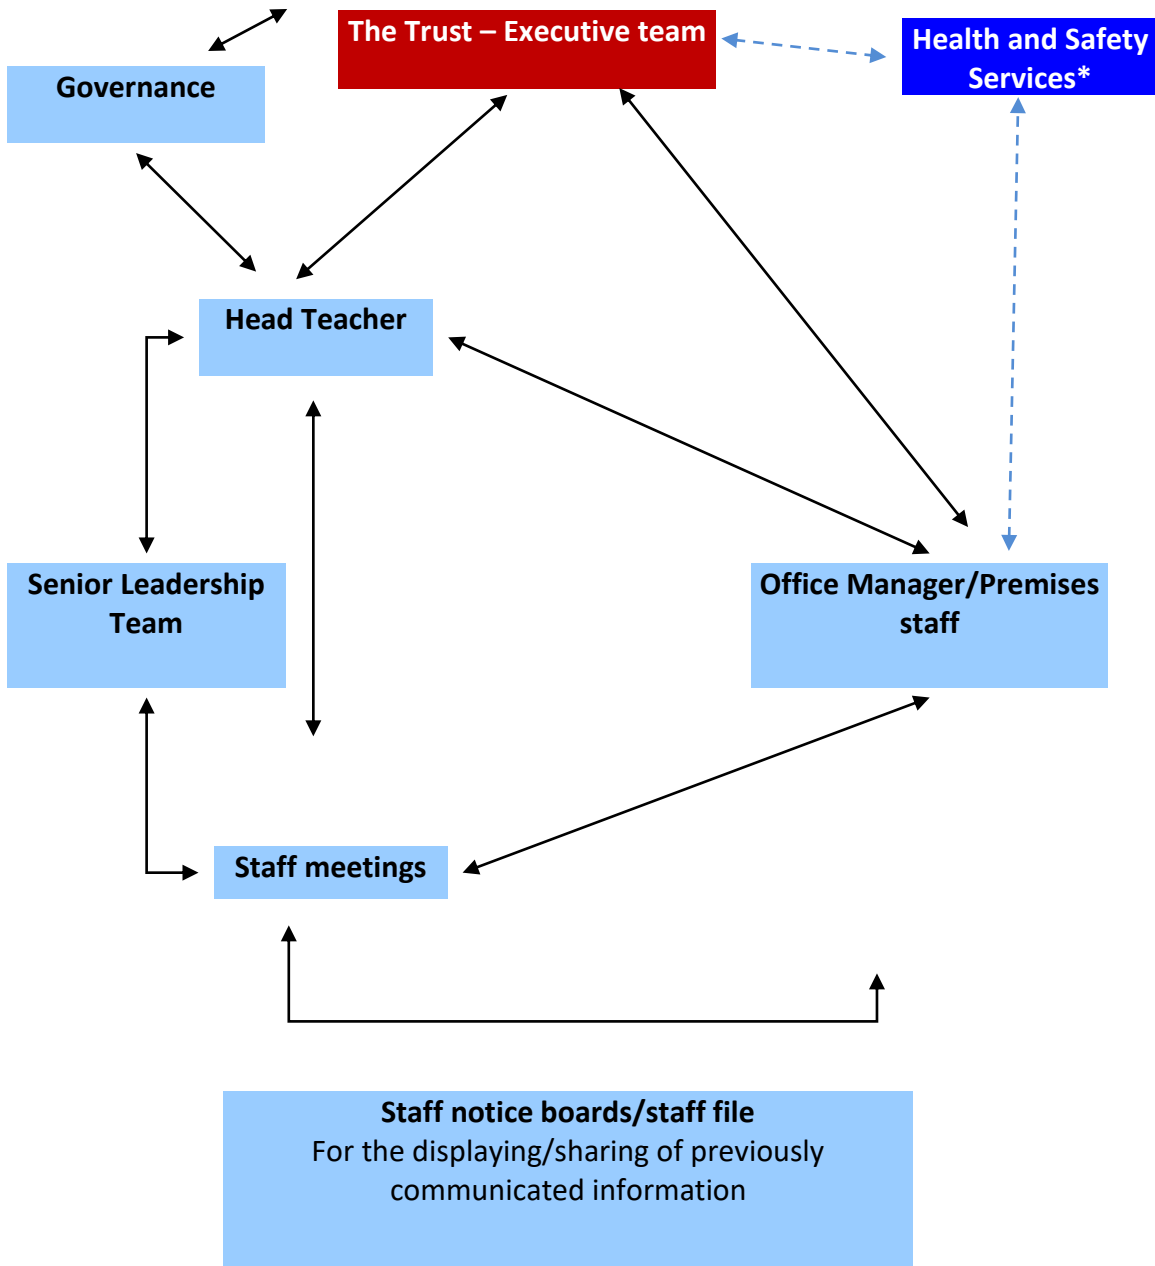 The Trust – Executive team
Health and Safety
Services*
Governance
Head Teacher
Senior Leadership
Team
Office Manager/Premises
staff
Staff meetings
Staff notice boards/staff file
For the displaying/sharing of previously
communicated information